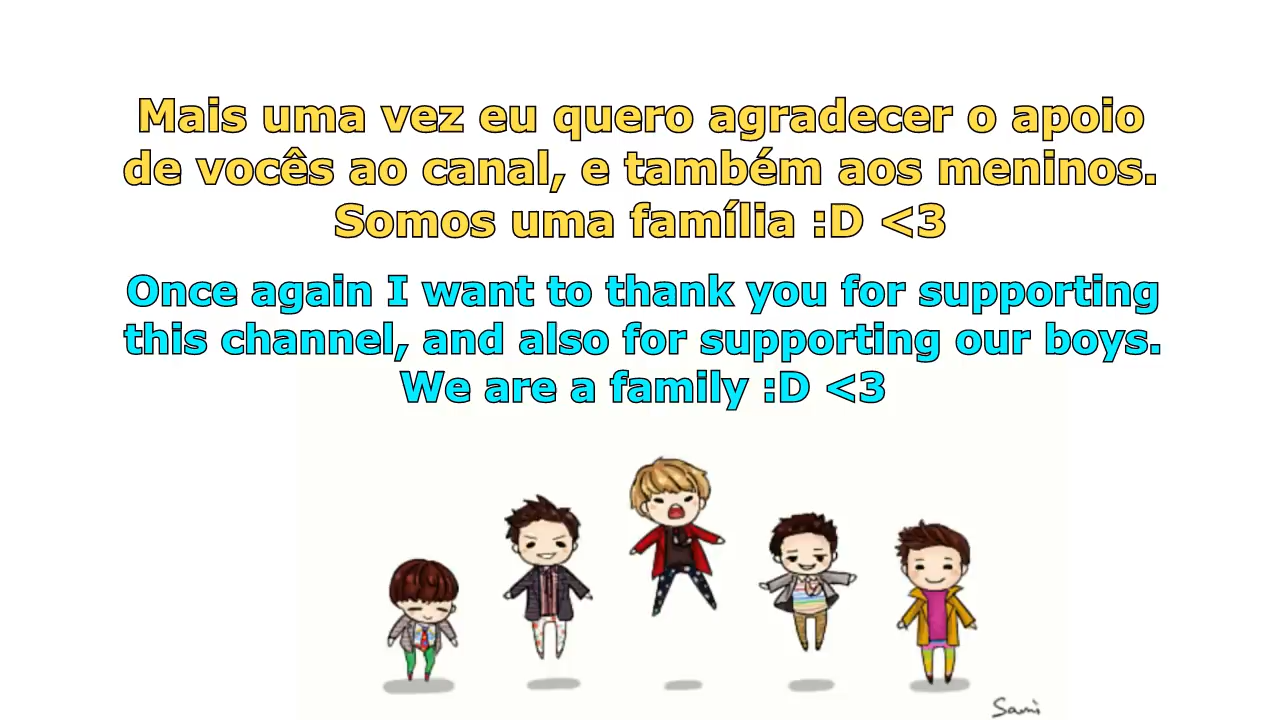 Mais uma vez eu quero agradecer o apoio
de vocês ao canal, e também aos meninos.
Somos uma família :D <3
Once again I want to thank you for supporting
this channel, and also for supporting our boys.
We are a family :D <3
Sami